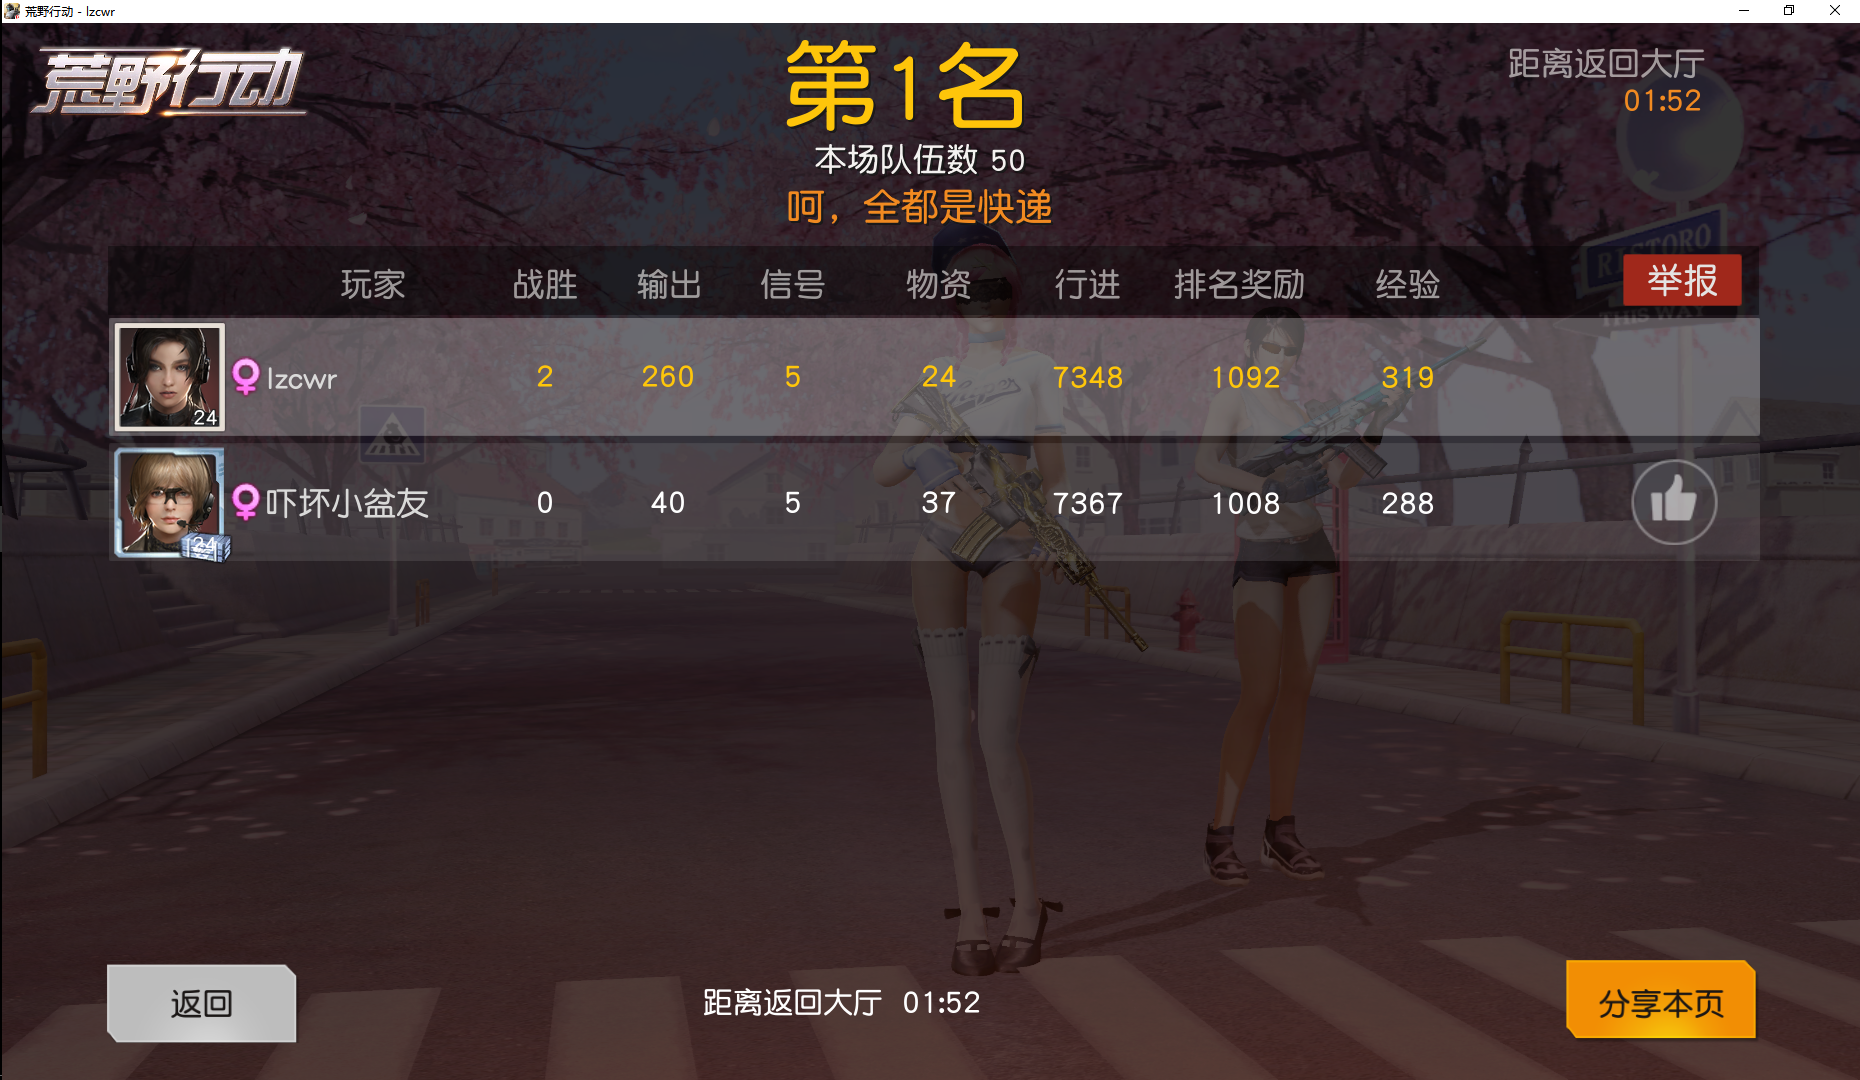 荒野行动 - lzcwr
荒野行动
第1名
距离返回大厅
01:52
本场队伍数 50
呵，全都是快递
RISTORO
THIS WAY
玩家 战胜 输出 信号 物资 行进 排名奖励 经验 举报
lzcwr 2 260 5 24 7348 1092 319
24
吓坏小盆友 0 40 5 37 7367 1008 288
24
返回 距离返回大厅 01:52 分享本页